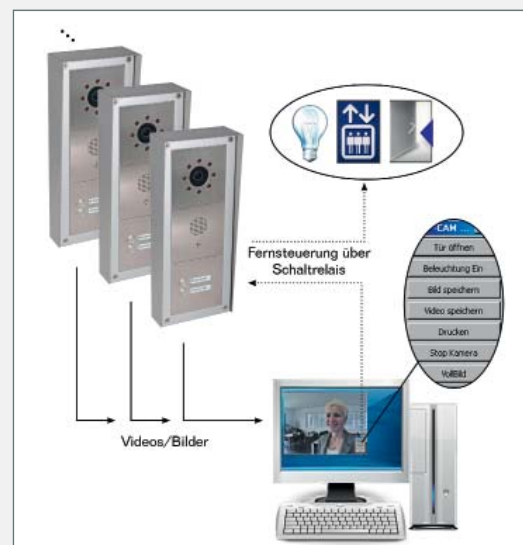 Fernsteuerung über
Schaltrelais
CAM ...
Tür öffnen
Beleuchtung Ein
Bild speichern
Video speichern
Drucken
Stop Kamera
VollBild
Videos/Bilder